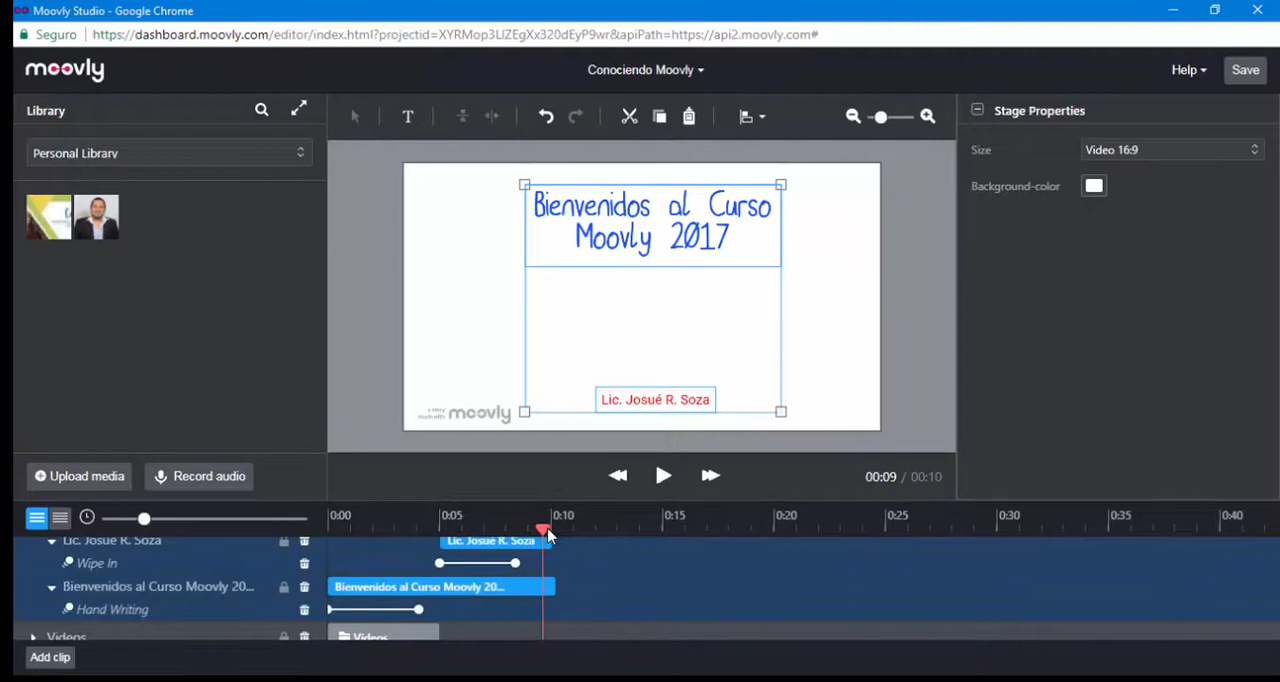 Moovly Studio - Google Chrome
Seguro https://dashboard.moovly.com/editor/index.html?projectid=XYRMop3LlZEgXx320dEyP9wr&apiPath=https://api2.moovly.com#
moovly
Conociendo Moovly
Help
Save
Library
Personal Library
T
Stage Properties
Size
Video 16:9
Background-color
Bienvenidos al Curso
Moovly 2017
Lic. Josué R. Soza
moovly
Upload media
Record audio
00:09 / 00:10
0:00 0:05 0:10 0:15 0:20 0:25 0:30 0:35 0:40
Lic. Josué R. Soza
Lic. Josué R. Soza
Wipe In
Bienvenidos al Curso Moovly 20...
Bienvenidos al Curso Moovly 20...
Hand Writing
Videos
Videos
Add clip